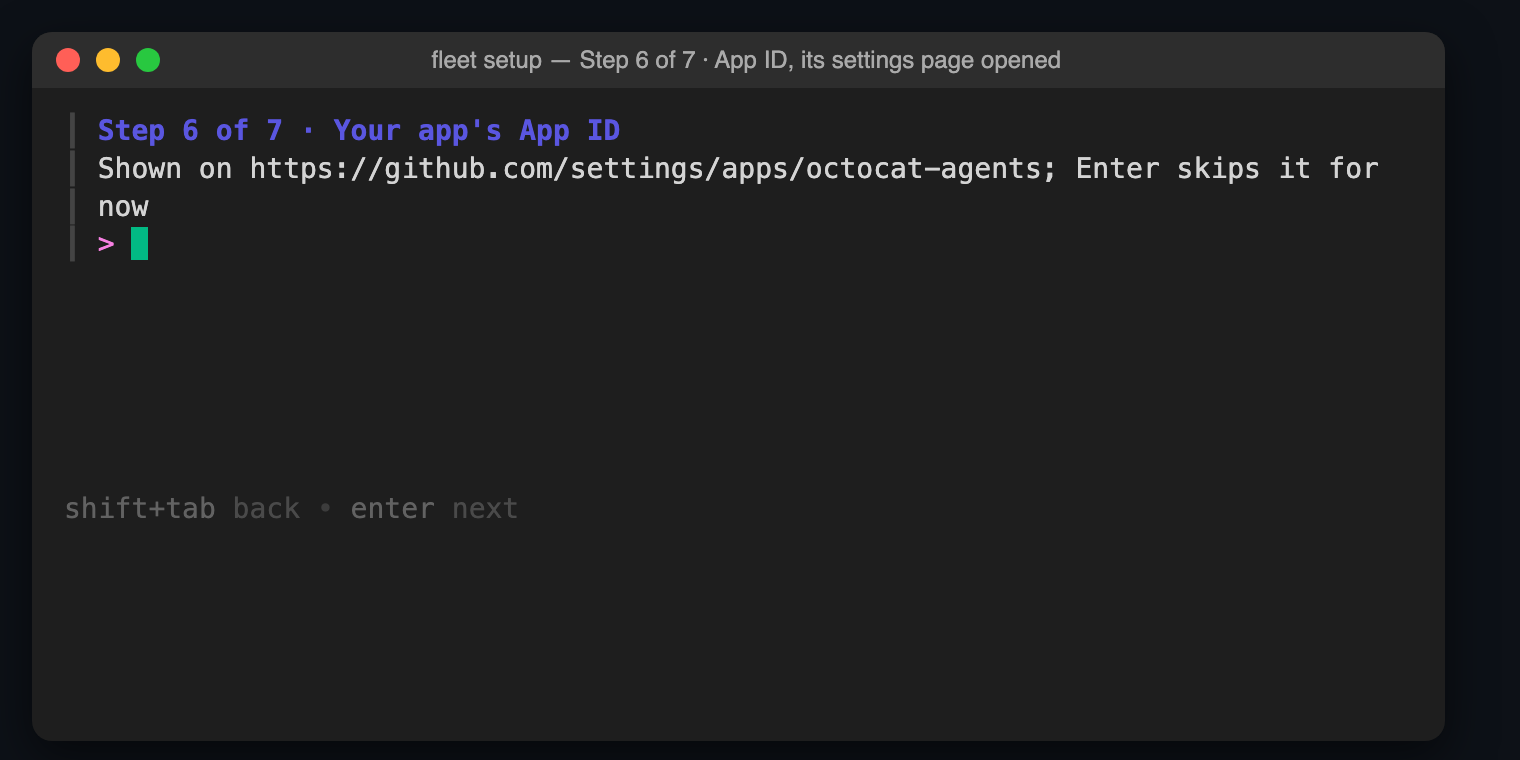 fleet setup — Step 6 of 7 · App ID, its settings page opened
Step 6 of 7 · Your app's App ID
Shown on https://github.com/settings/apps/octocat-agents; Enter skips it for
now
>
shift+tab back • enter next